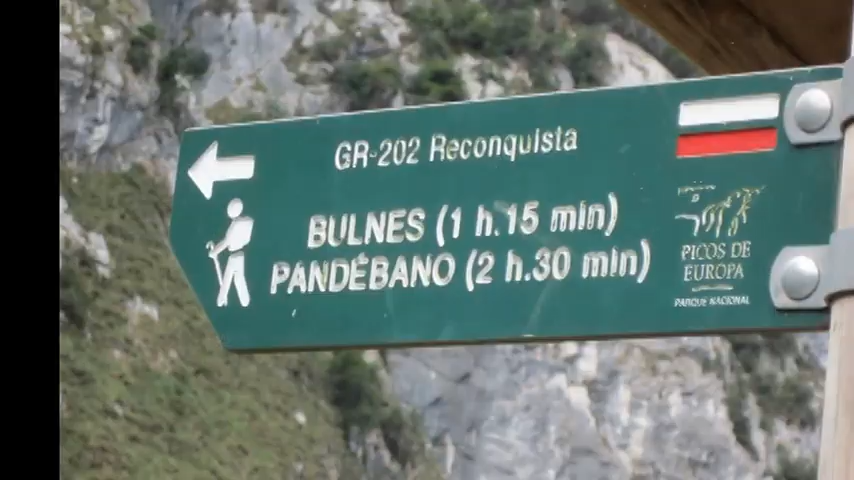 GR-202 Reconquista
BULNES (1 h.15 min)
PANDÉBANO (2 h.30 min)
PICOS DE
EUROPA
PARQUE NACIONAL